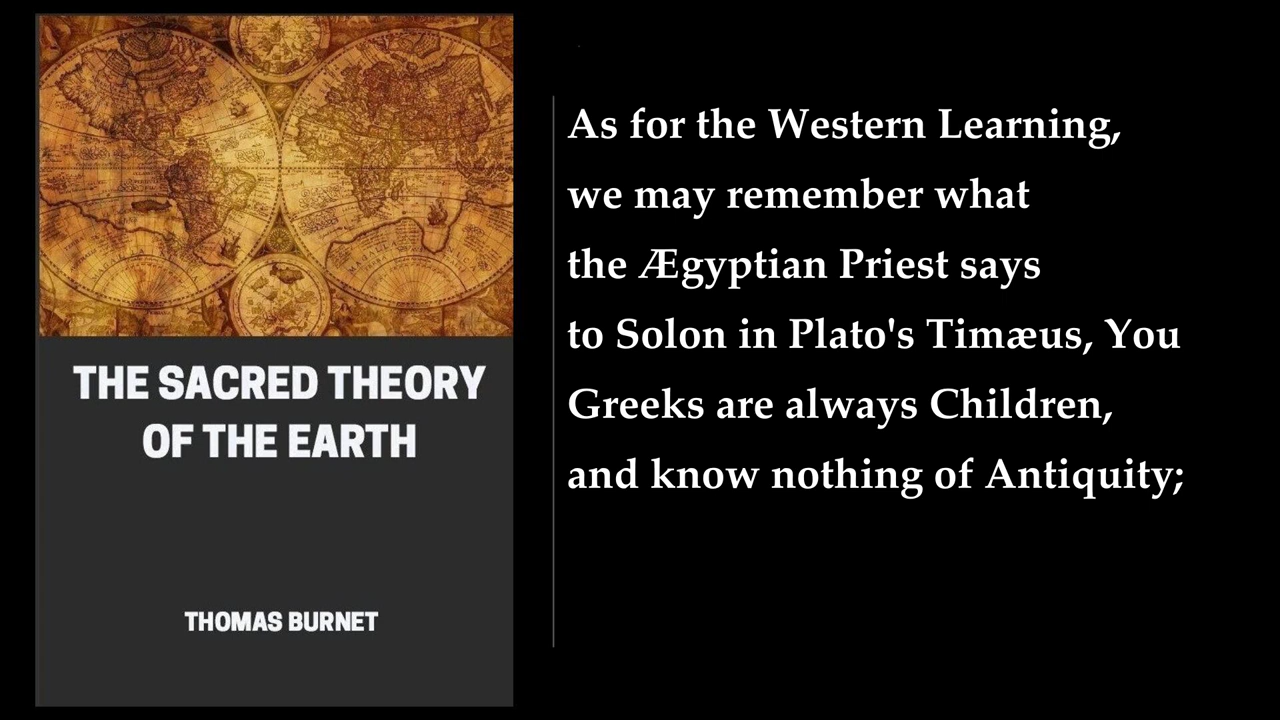 THE SACRED THEORY
OF THE EARTH
THOMAS BURNET
As for the Western Learning,
we may remember what
the Ægyptian Priest says
to Solon in Plato's Timæus, You
Greeks are always Children,
and know nothing of Antiquity;